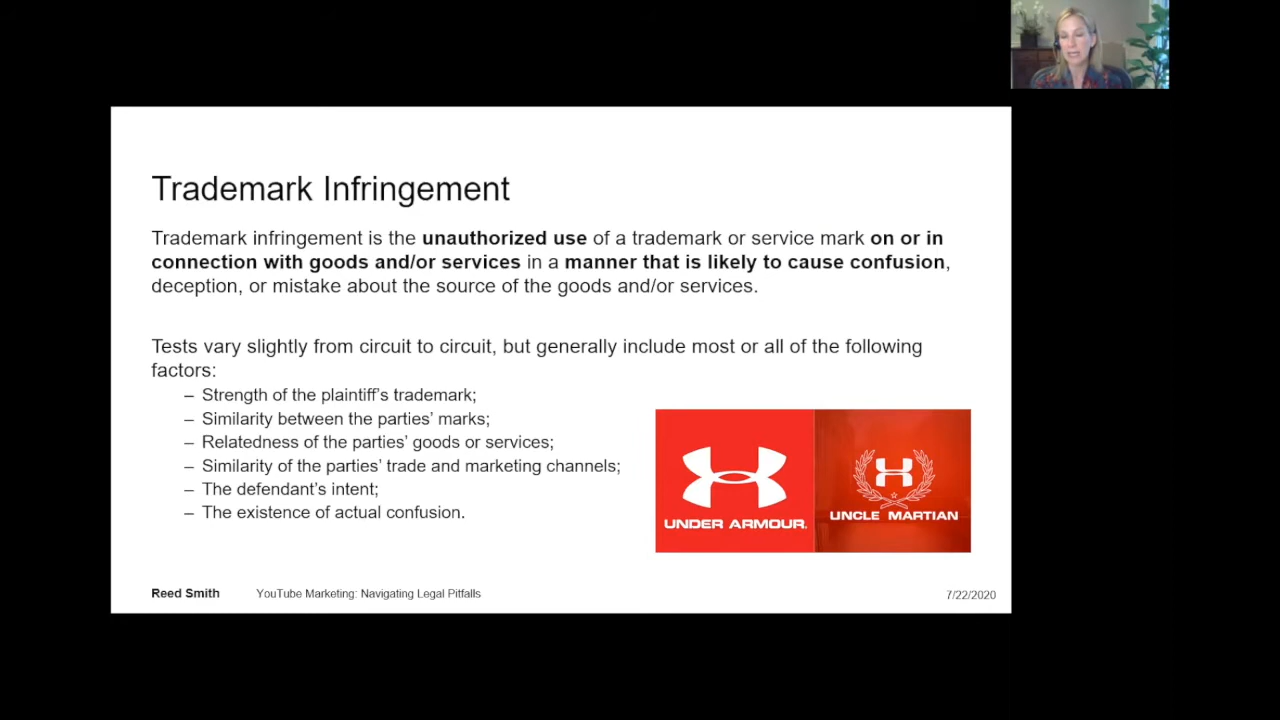 Trademark Infringement
Trademark infringement is the unauthorized use of a trademark or service mark on or in
connection with goods and/or services in a manner that is likely to cause confusion,
deception, or mistake about the source of the goods and/or services.
Tests vary slightly from circuit to circuit, but generally include most or all of the following
factors:
– Strength of the plaintiff's trademark;
– Similarity between the parties' marks;
– Relatedness of the parties' goods or services;
– Similarity of the parties' trade and marketing channels;
– The defendant's intent;
– The existence of actual confusion.
UNDER ARMOUR.
UNCLE MARTIAN
Reed Smith
YouTube Marketing: Navigating Legal Pitfalls
7/22/2020